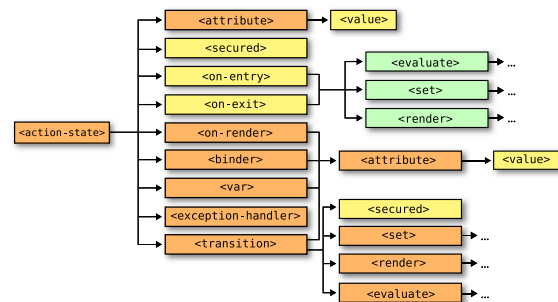 <attribute> <value>
<secured>
<on-entry> <evaluate> ...
<on-exit> <set> ...
<render> ...
<action-state> <on-render>
<binder> <attribute> <value>
<var>
<exception-handler> <secured>
<transition> <set> ...
<render> ...
<evaluate> ...